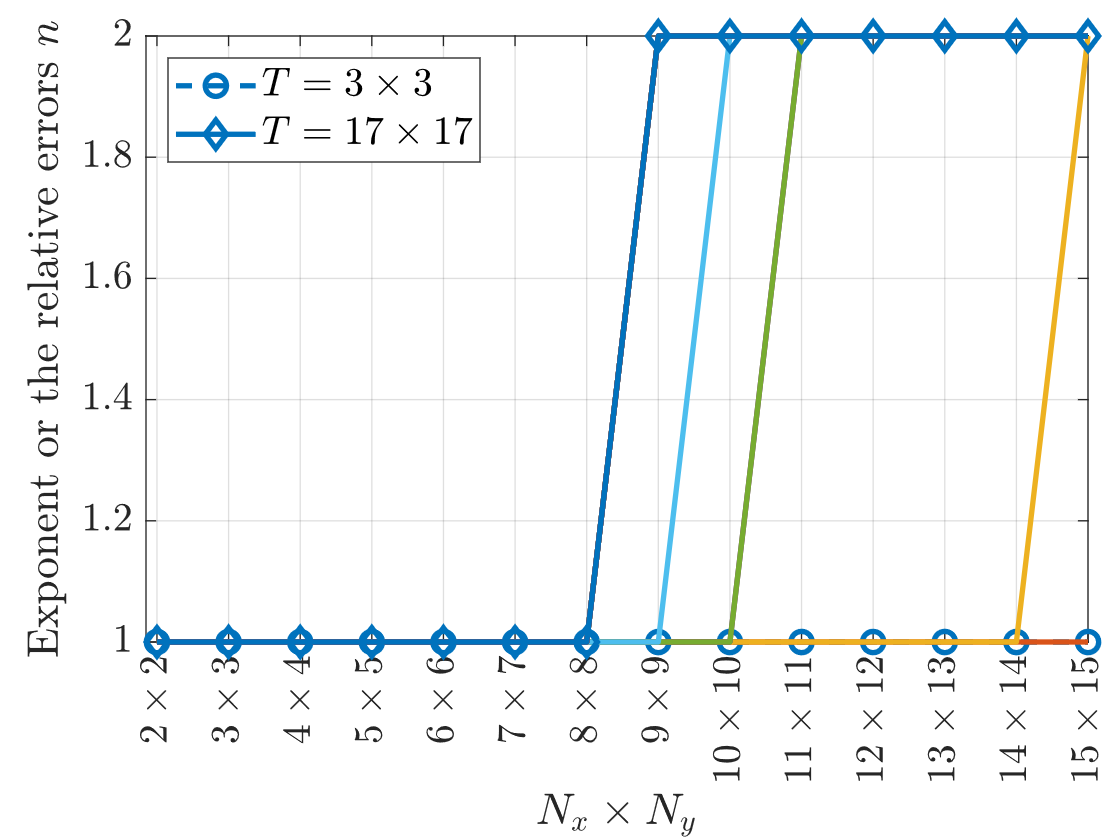 Exponent or the relative errors n
2
1.8
1.6
1.4
1.2
1
T = 3 × 3
T = 17 × 17
2 × 2
3 × 3
4 × 4
5 × 5
6 × 6
7 × 7
8 × 8
9 × 9
10 × 10
11 × 11
12 × 12
13 × 13
14 × 14
15 × 15
N_x × N_y